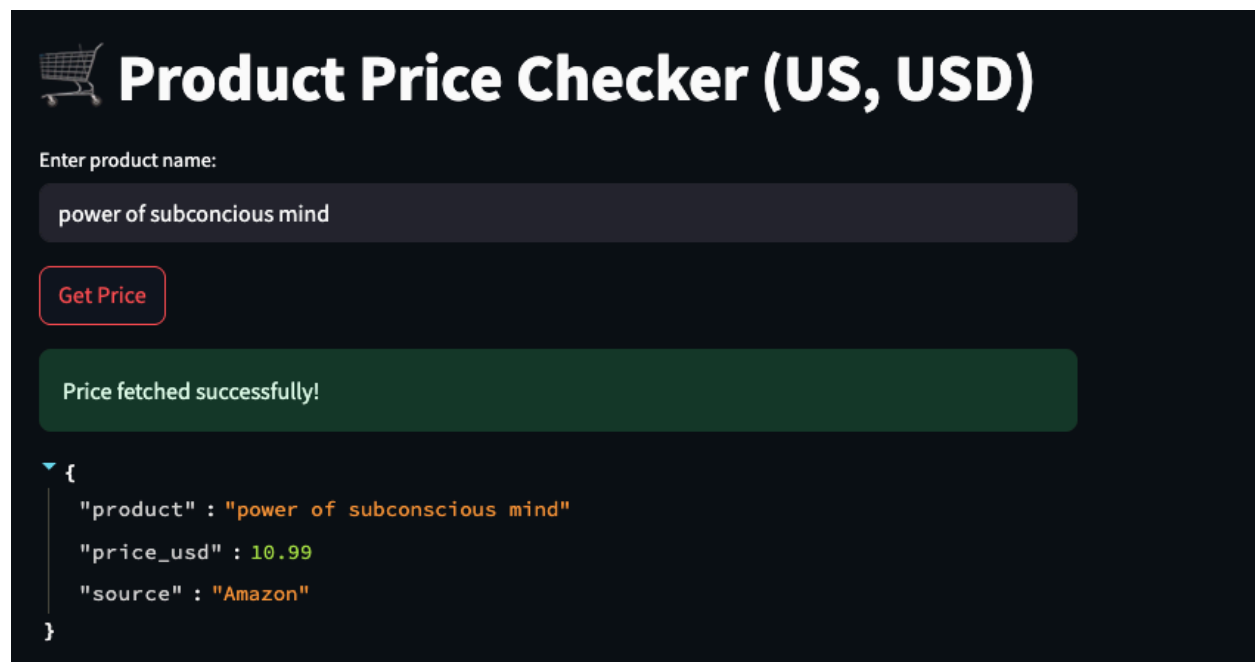 Product Price Checker (US, USD)
Enter product name:
power of subconcious mind
Get Price
Price fetched successfully!
{
"product" : "power of subconscious mind"
"price_usd" : 10.99
"source" : "Amazon"
}